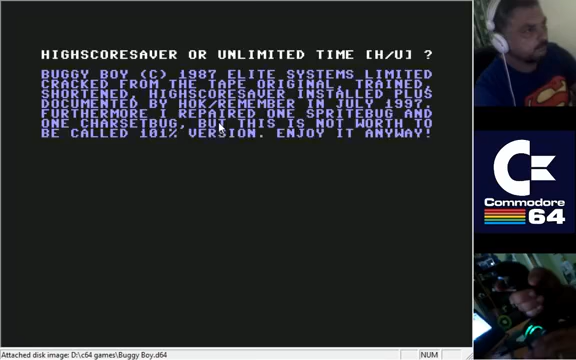 HIGHSCORESAVER OR UNLIMITED TIME [H/U] ?
BUGGY BOY (C) 1987 ELITE SYSTEMS LIMITED
CRACKED FROM THE TAPE ORIGINAL, TRAINED,
SHORTENED, HIGHSCORESAVER INSTALLED PLUS
DOCUMENTED BY HOK/REMEMBER IN JULY 1997.
FURTHERMORE I REPAIRED ONE SPRITEBUG AND
ONE CHARSETBUG, BUT THIS IS NOT WORTH TO
BE CALLED 101% VERSION. ENJOY IT ANYWAY!
Commodore
64
Attached disk image: D:\c64 games\Buggy Boy.d64
NUM